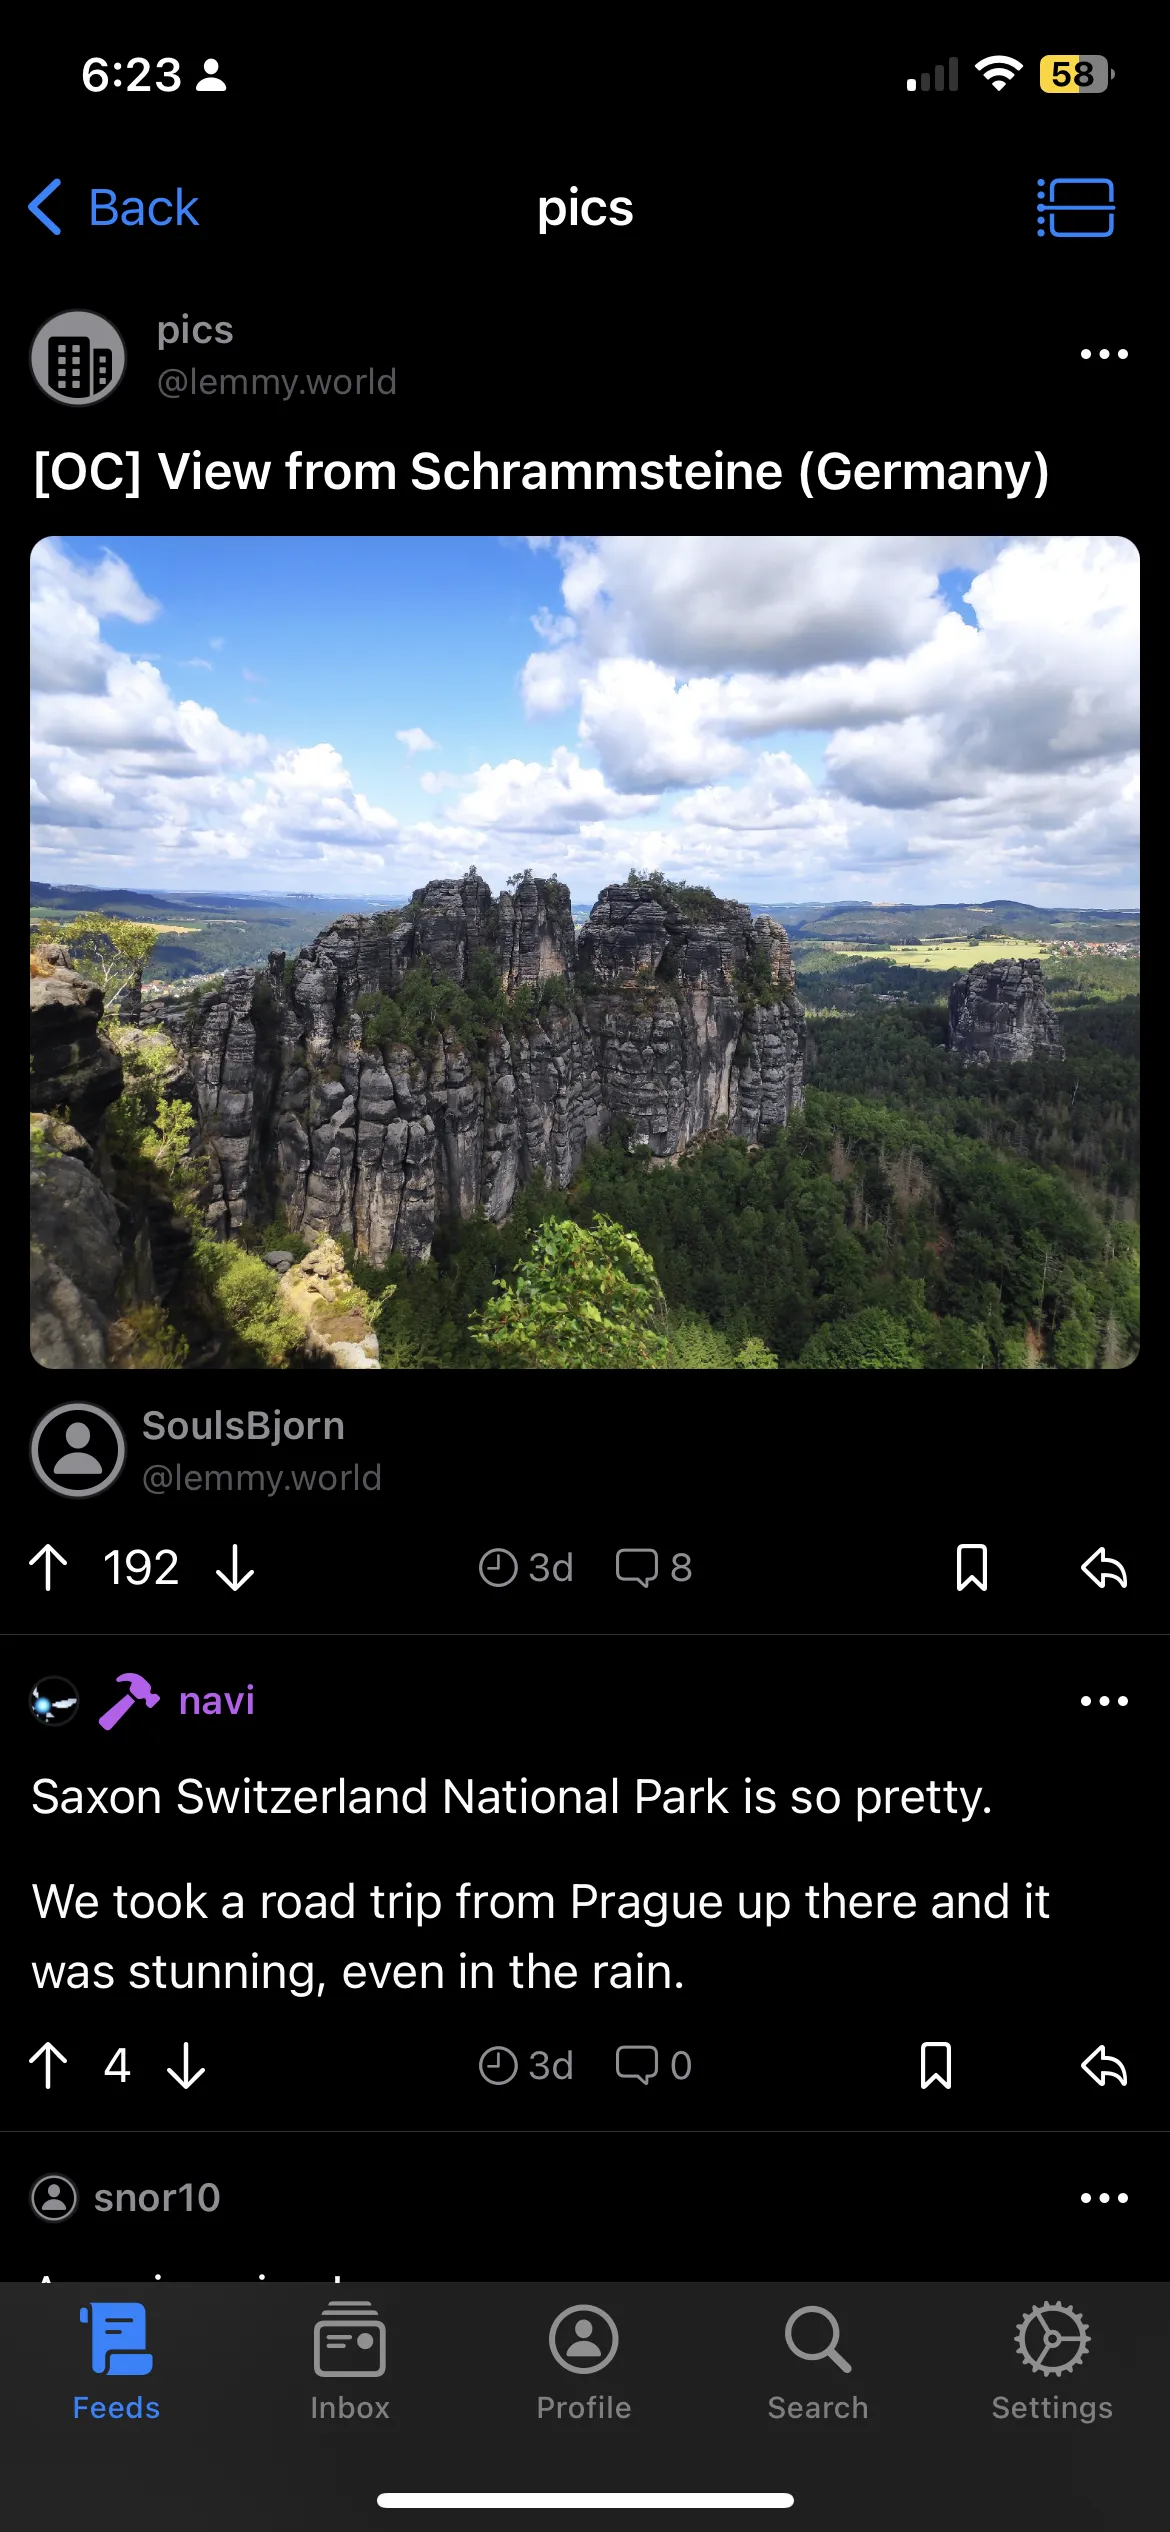 6:23
58
Back
pics
pics
@lemmy.world
[OC] View from Schrammsteine (Germany)
SoulsBjorn
@lemmy.world
192
3d
8
navi
Saxon Switzerland National Park is so pretty.
We took a road trip from Prague up there and it
was stunning, even in the rain.
4
3d
0
snor10
Feeds
Inbox
Profile
Search
Settings